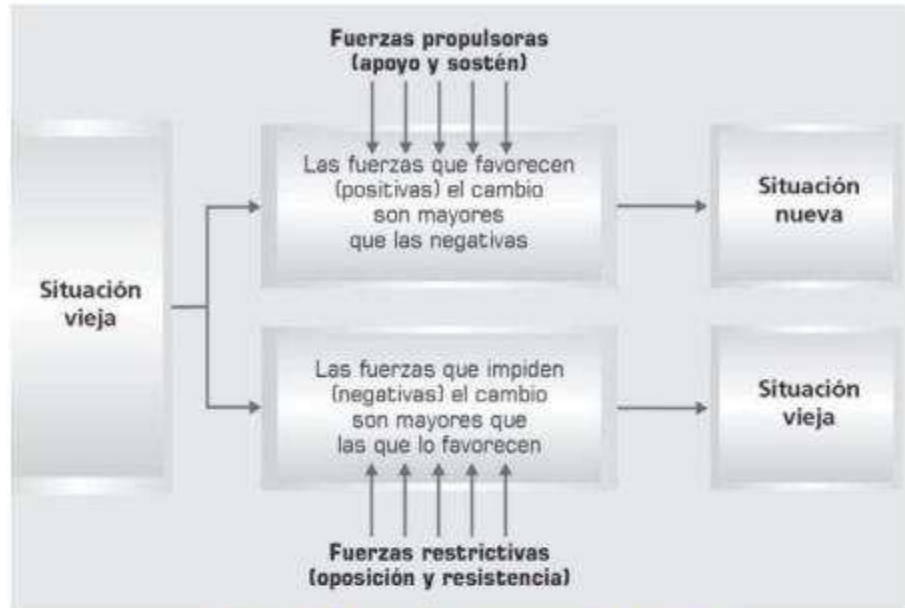 Fuerzas propulsoras
(apoyo y sostén)
Las fuerzas que favorecen
(positivas) el cambio
son mayores
que las negativas
Situación
nueva
Situación
vieja
Las fuerzas que impiden
(negativas) el cambio
son mayores que
las que lo favorecen
Situación
vieja
Fuerzas restrictivas
(oposición y resistencia)